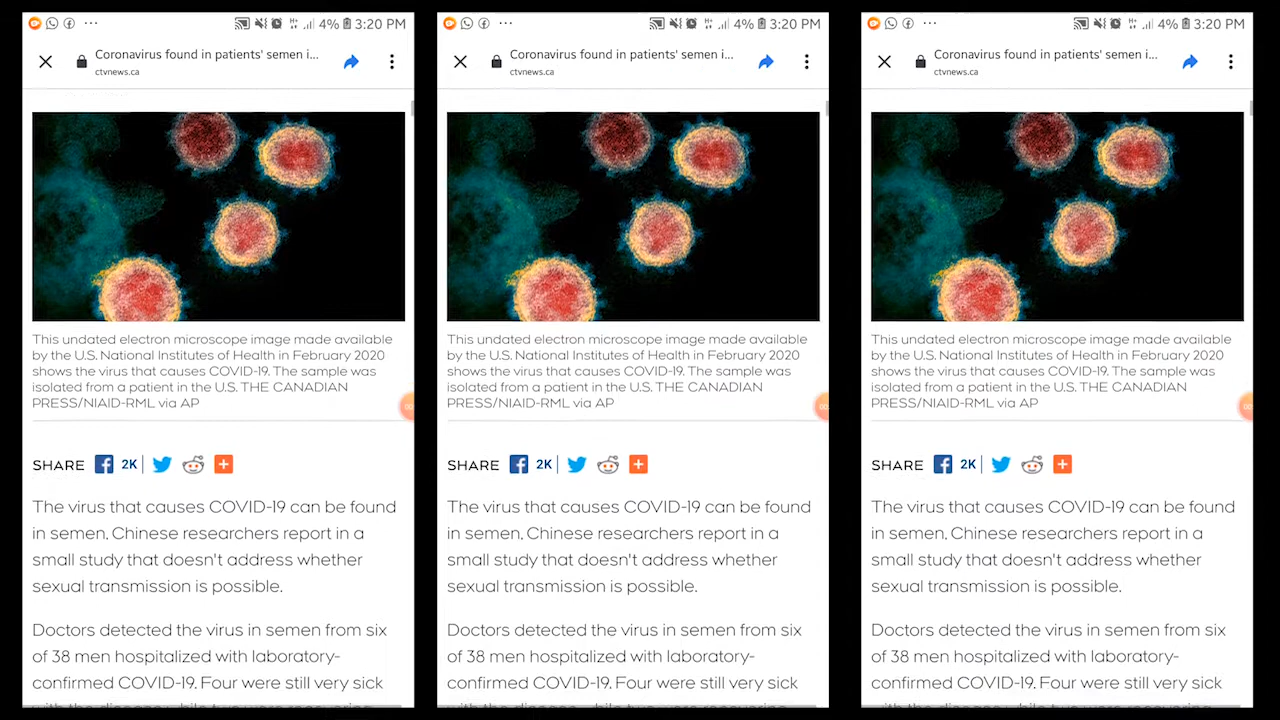 4% 3:20 PM
Coronavirus found in patients' semen i...
ctvnews.ca
This undated electron microscope image made available
by the U.S. National Institutes of Health in February 2020
shows the virus that causes COVID-19. The sample was
isolated from a patient in the U.S. THE CANADIAN
PRESS/NIAID-RML via AP
SHARE 2K
The virus that causes COVID-19 can be found
in semen, Chinese researchers report in a
small study that doesn't address whether
sexual transmission is possible.
Doctors detected the virus in semen from six
of 38 men hospitalized with laboratory-
confirmed COVID-19. Four were still very sick
4% 3:20 PM
Coronavirus found in patients' semen i...
ctvnews.ca
This undated electron microscope image made available
by the U.S. National Institutes of Health in February 2020
shows the virus that causes COVID-19. The sample was
isolated from a patient in the U.S. THE CANADIAN
PRESS/NIAID-RML via AP
SHARE 2K
The virus that causes COVID-19 can be found
in semen, Chinese researchers report in a
small study that doesn't address whether
sexual transmission is possible.
Doctors detected the virus in semen from six
of 38 men hospitalized with laboratory-
confirmed COVID-19. Four were still very sick
4% 3:20 PM
Coronavirus found in patients' semen i...
ctvnews.ca
This undated electron microscope image made available
by the U.S. National Institutes of Health in February 2020
shows the virus that causes COVID-19. The sample was
isolated from a patient in the U.S. THE CANADIAN
PRESS/NIAID-RML via AP
SHARE 2K
The virus that causes COVID-19 can be found
in semen, Chinese researchers report in a
small study that doesn't address whether
sexual transmission is possible.
Doctors detected the virus in semen from six
of 38 men hospitalized with laboratory-
confirmed COVID-19. Four were still very sick